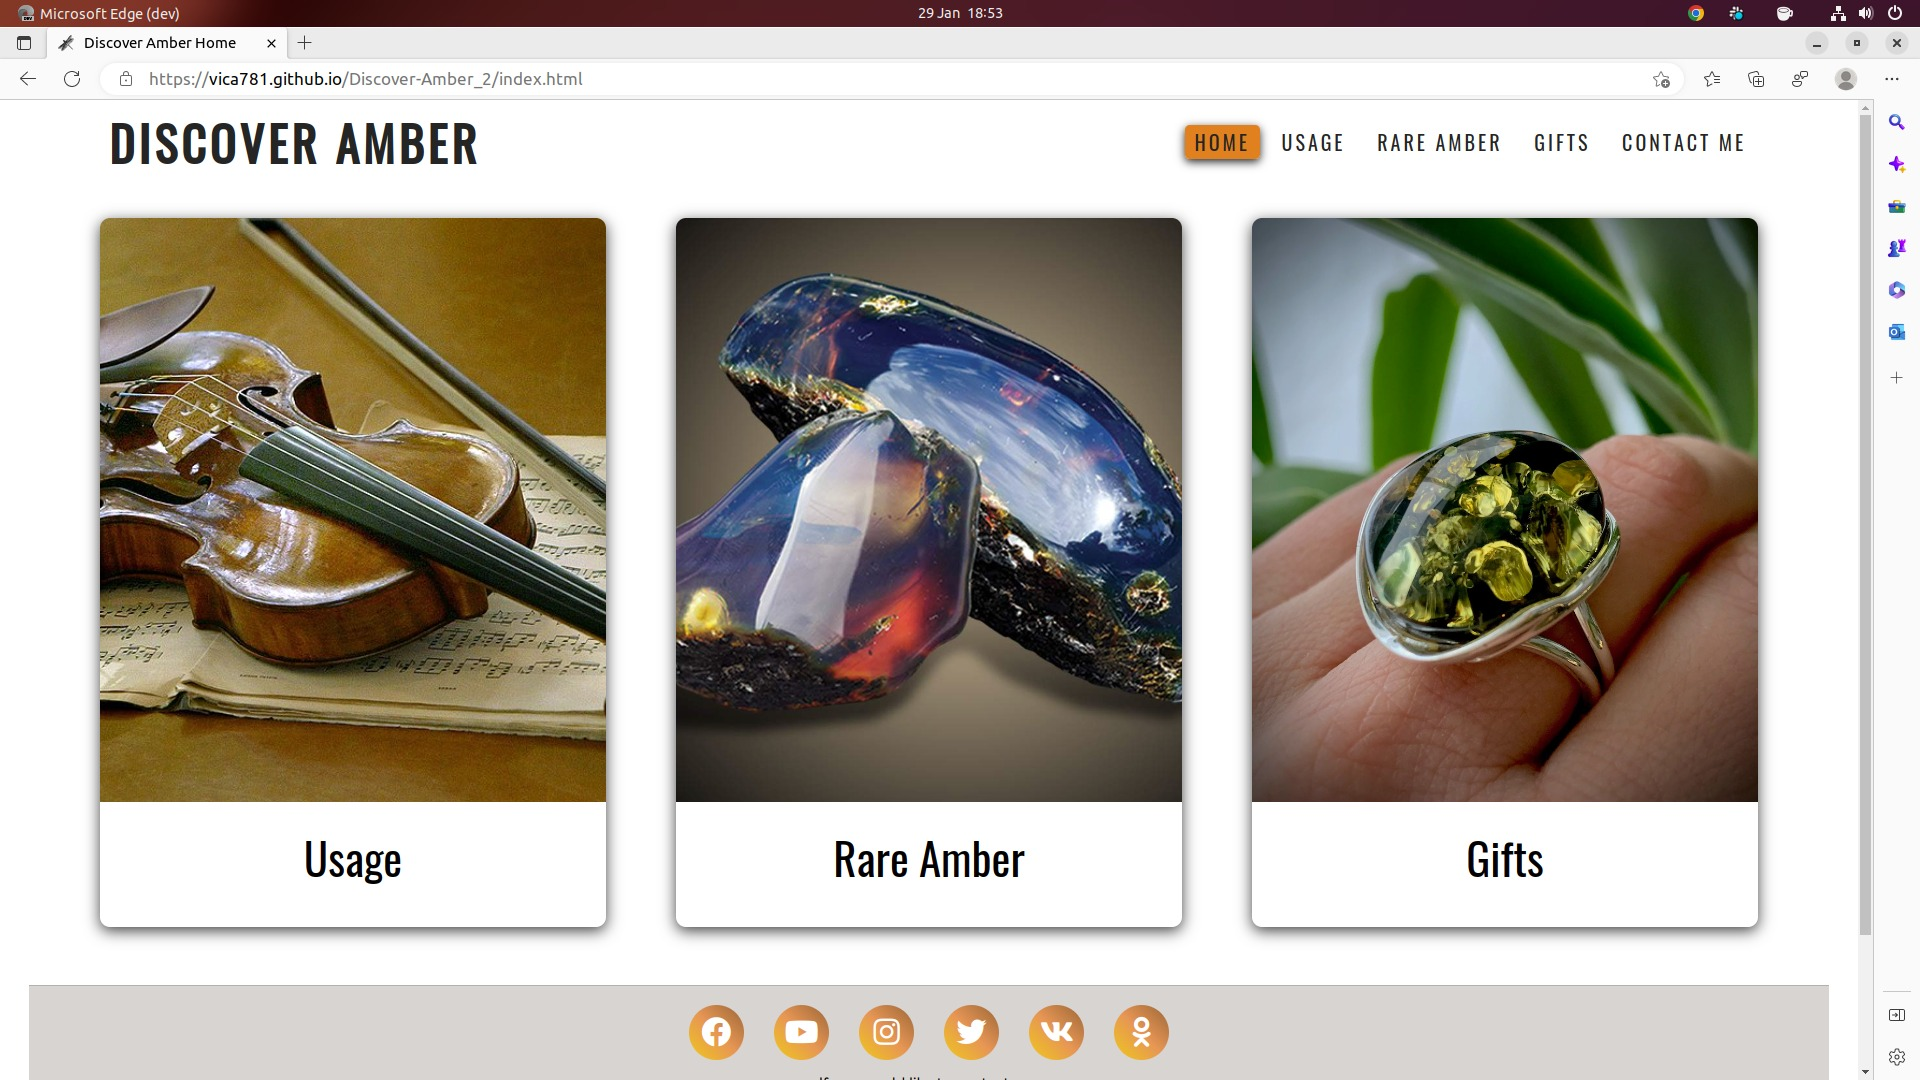 Microsoft Edge (dev)
29 Jan 18:53
Discover Amber Home
https://vica781.github.io/Discover-Amber_2/index.html
DISCOVER AMBER
HOME USAGE RARE AMBER GIFTS CONTACT ME
Usage
Rare Amber
Gifts